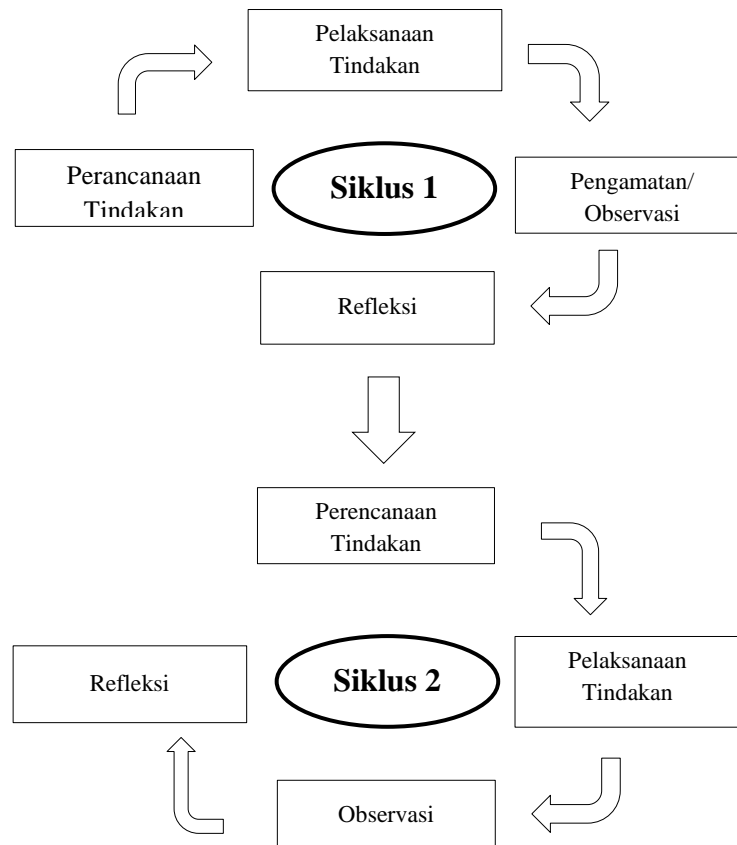 Pelaksanaan
Tindakan
Perancanaan
Tindakan
Siklus 1
Pengamatan/
Observasi
Refleksi
Perencanaan
Tindakan
Refleksi
Siklus 2
Pelaksanaan
Tindakan
Observasi